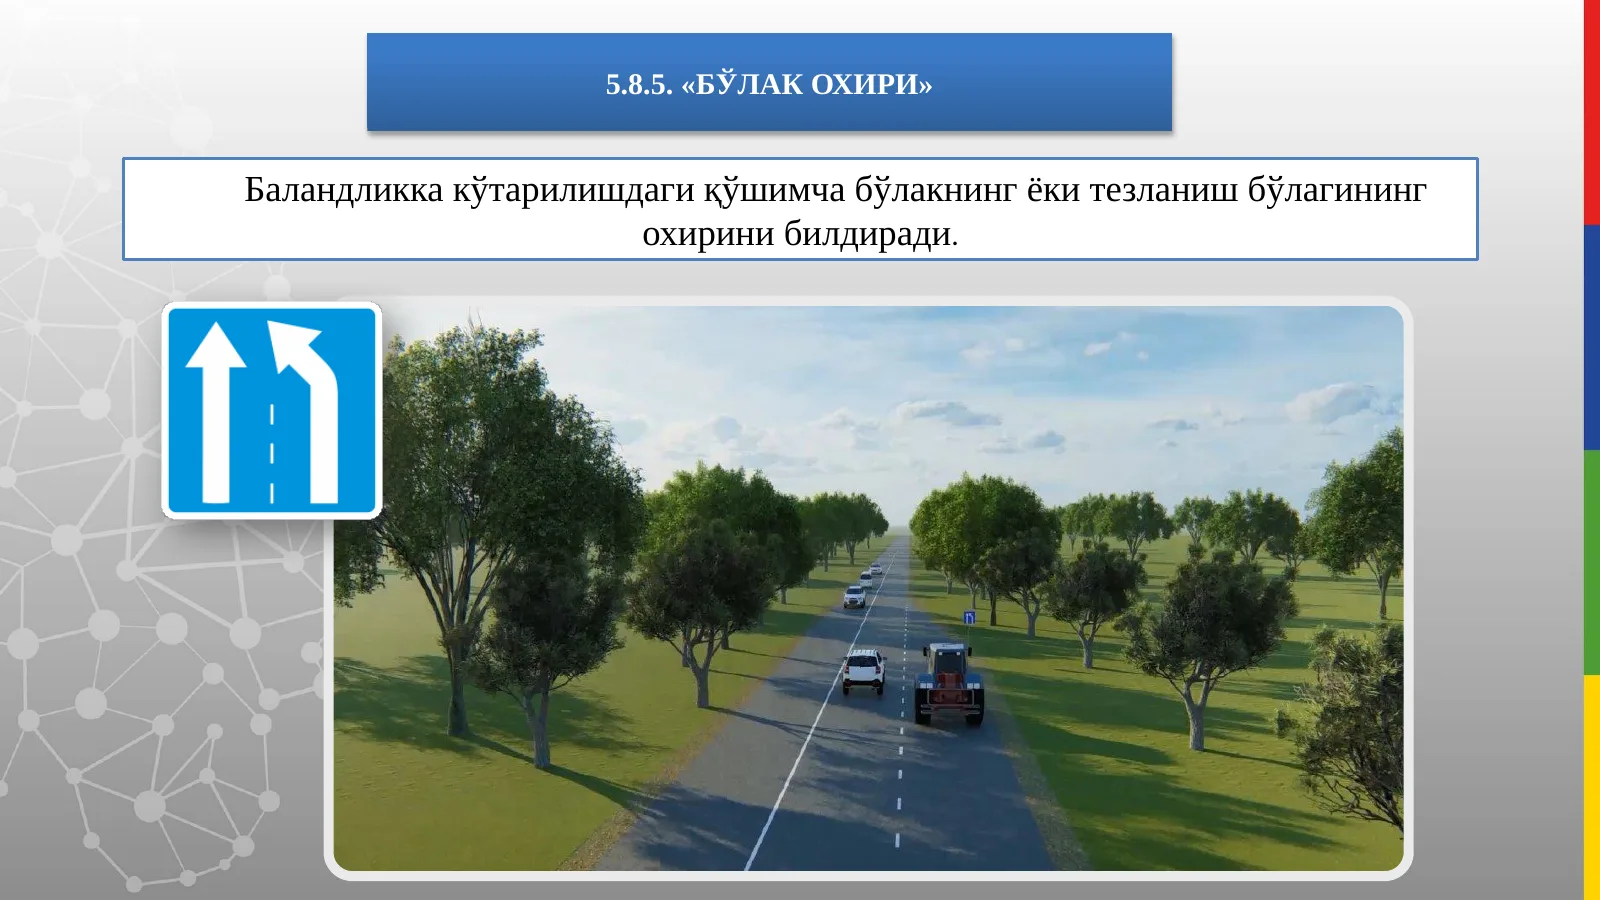 5.8.5. «БЎЛАК ОХИРИ»
Баландликка кўтарилишдаги қўшимча бўлакнинг ёки тезланиш бўлагининг
охирини билдиради.